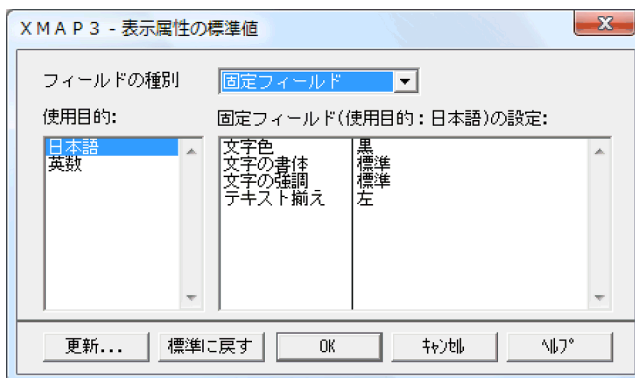 XMAP3-表示属性の標準値
フィールドの種別 固定フィールド
使用目的: 固定フィールド(使用目的:日本語)の設定:
日本語 文字色 黒
英数 文字の書体 標準
文字の強調 標準
テキスト揃え 左
更新... 標準に戻す OK ｷｬﾝｾﾙ ﾍﾙﾌﾟ